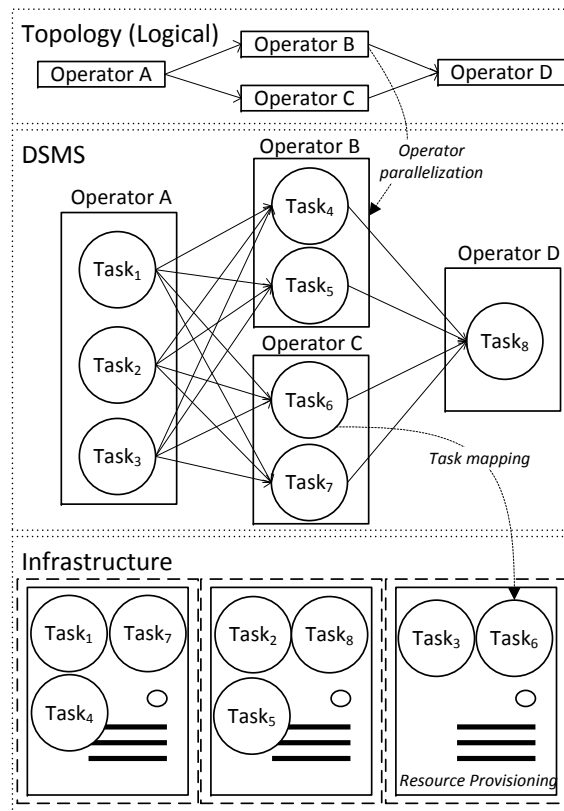 Topology (Logical)
Operator A
Operator B
Operator C
Operator D
DSMS
Operator
parallelization
Operator A
Task1
Task2
Task3
Operator B
Task4
Task5
Operator C
Task6
Task7
Operator D
Task8
Task mapping
Infrastructure
Task1
Task7
Task4
Task2
Task8
Task5
Task3
Task6
Resource Provisioning